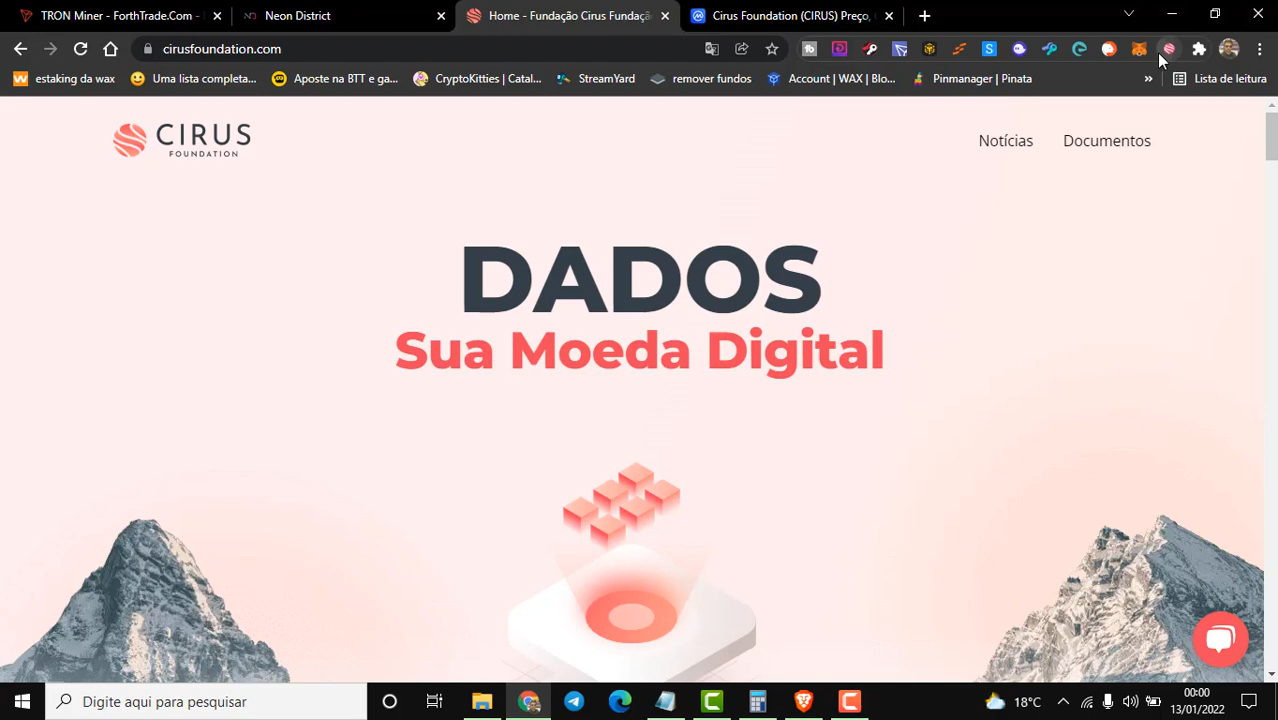 TRON Miner - ForthTrade.Com -
Neon District
Home - Fundação Cirus Fundaçã
Cirus Foundation (CIRUS) Preço,
cirusfoundation.com
estaking da wax
Uma lista completa...
Aposte na BTT e ga...
CryptoKitties | Catal...
StreamYard
remover fundos
Account | WAX | Blo...
Pinmanager | Pinata
»
Lista de leitura
CIRUS
FOUNDATION
Notícias
Documentos
DADOS
Sua Moeda Digital
Digite aqui para pesquisar
18°C
00:00
13/01/2022